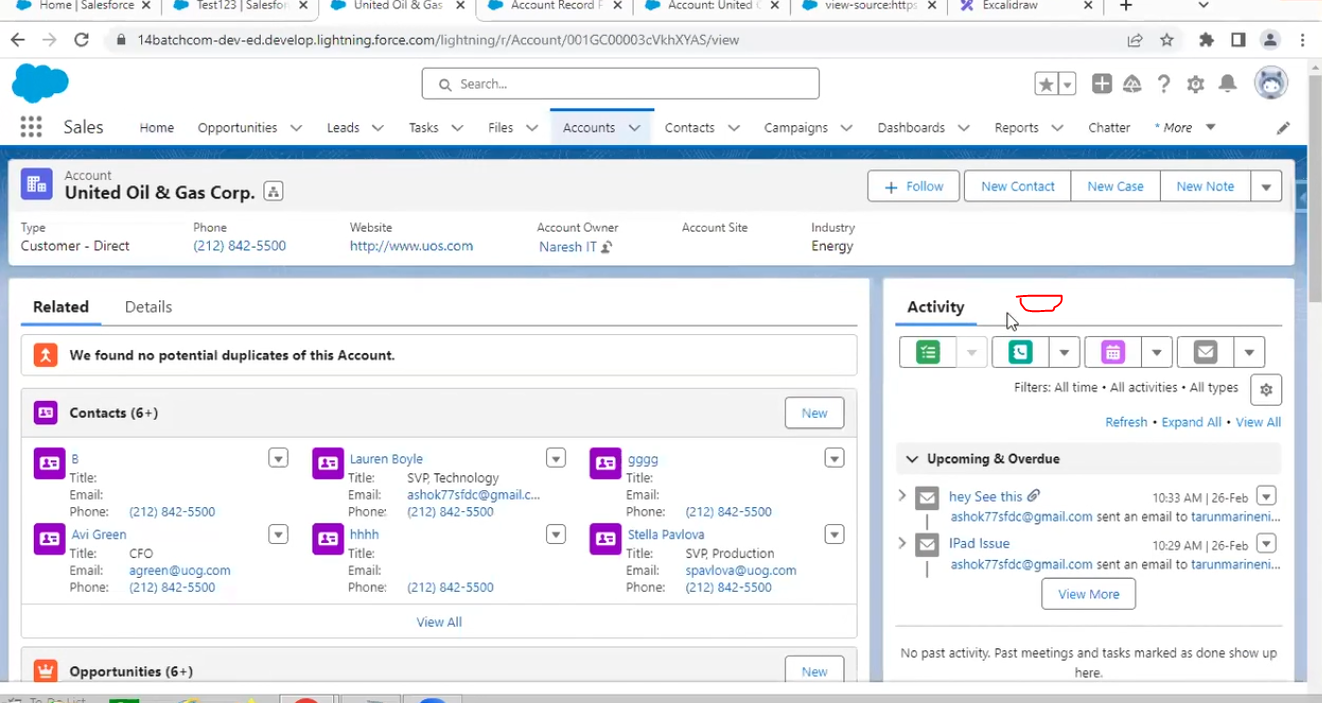 Home | Salesforce
Test123 | Salesfor
United Oil & Gas
Account Record F
Account: United
view-source:https
Excalidraw
14batchcom-dev-ed.develop.lightning.force.com/lightning/r/Account/001GC00003cVkhXYAS/view
Search...
Sales
Home
Opportunities
Leads
Tasks
Files
Accounts
Contacts
Campaigns
Dashboards
Reports
Chatter
* More
Account
United Oil & Gas Corp.
Follow
New Contact
New Case
New Note
Type
Phone
Website
Account Owner
Account Site
Industry
Customer - Direct
(212) 842-5500
http://www.uos.com
Naresh IT
Energy
Related
Details
We found no potential duplicates of this Account.
Contacts (6+)
New
B
Title:
Email:
Phone: (212) 842-5500
Lauren Boyle
Title: SVP, Technology
Email: ashok77sfdc@gmail.c...
Phone: (212) 842-5500
gggg
Title:
Email:
Phone: (212) 842-5500
Avi Green
Title: CFO
Email: agreen@uog.com
Phone: (212) 842-5500
hhhh
Title:
Email:
Phone: (212) 842-5500
Stella Pavlova
Title: SVP, Production
Email: spavlova@uog.com
Phone: (212) 842-5500
View All
Opportunities (6+)
New
Activity
Filters: All time • All activities • All types
Refresh • Expand All • View All
Upcoming & Overdue
hey See this
10:33 AM | 26-Feb
ashok77sfdc@gmail.com sent an email to tarunmarineni...
IPad Issue
10:29 AM | 26-Feb
ashok77sfdc@gmail.com sent an email to tarunmarineni...
View More
No past activity. Past meetings and tasks marked as done show up
here.